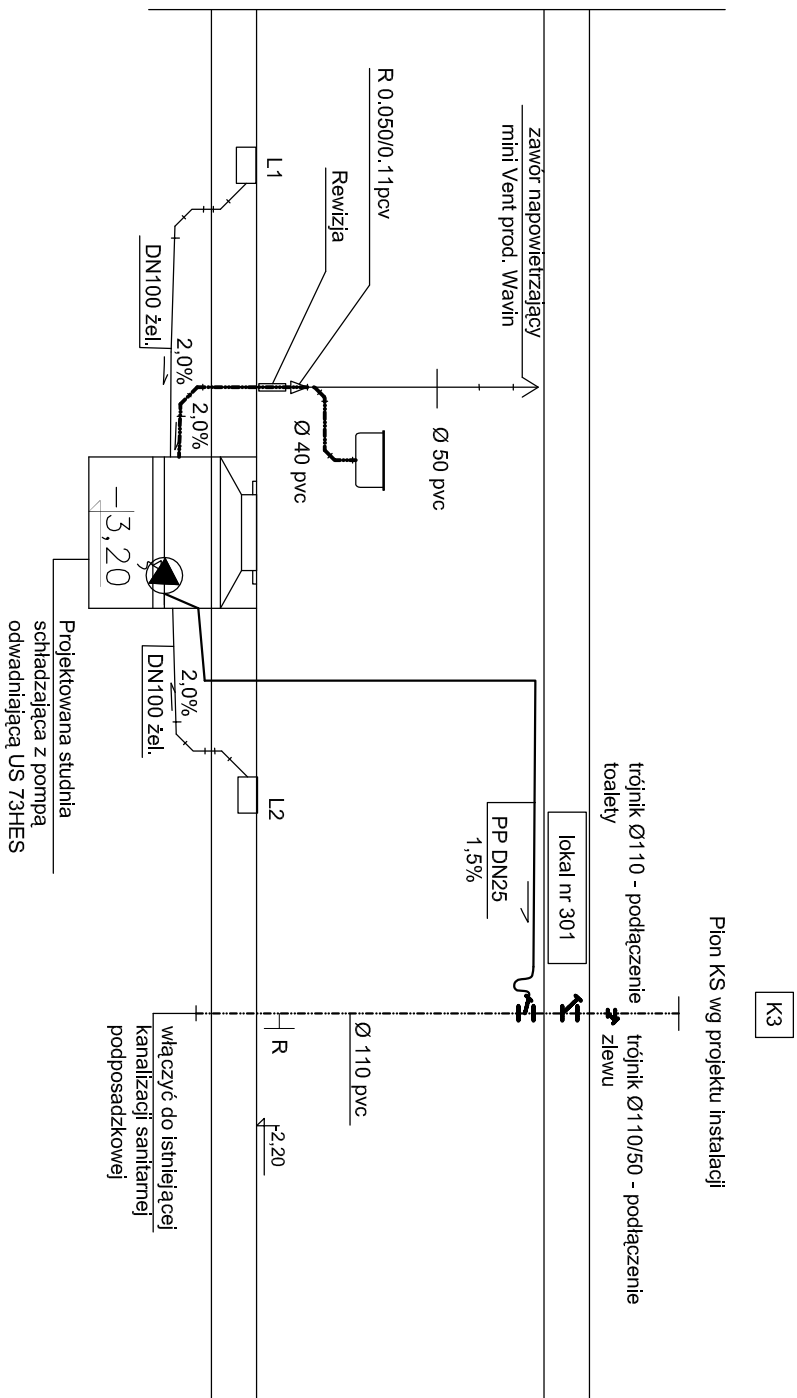 K3
Pion KS wg projektu instalacji
trójnik Ø110 - podłączenie
toalety
trójnik Ø110/50 - podłączenie
zlewu
lokal nr 301
zawór napowietrzający
mini Vent prod. Wavin
R 0.050/0.11pcv
Rewizja
Ø 50 pvc
Ø 40 pvc
PP DN25
1,5%
Ø 110 pvc
R
-2,20
L1
DN100 żel.
2,0%
2,0%
-3,20
2,0%
DN100 żel.
L2
Projektowana studnia
schładzająca z pompą
odwadniającą US 73HES
włączyć do istniejącej
kanalizacji sanitarnej
podposadzkowej